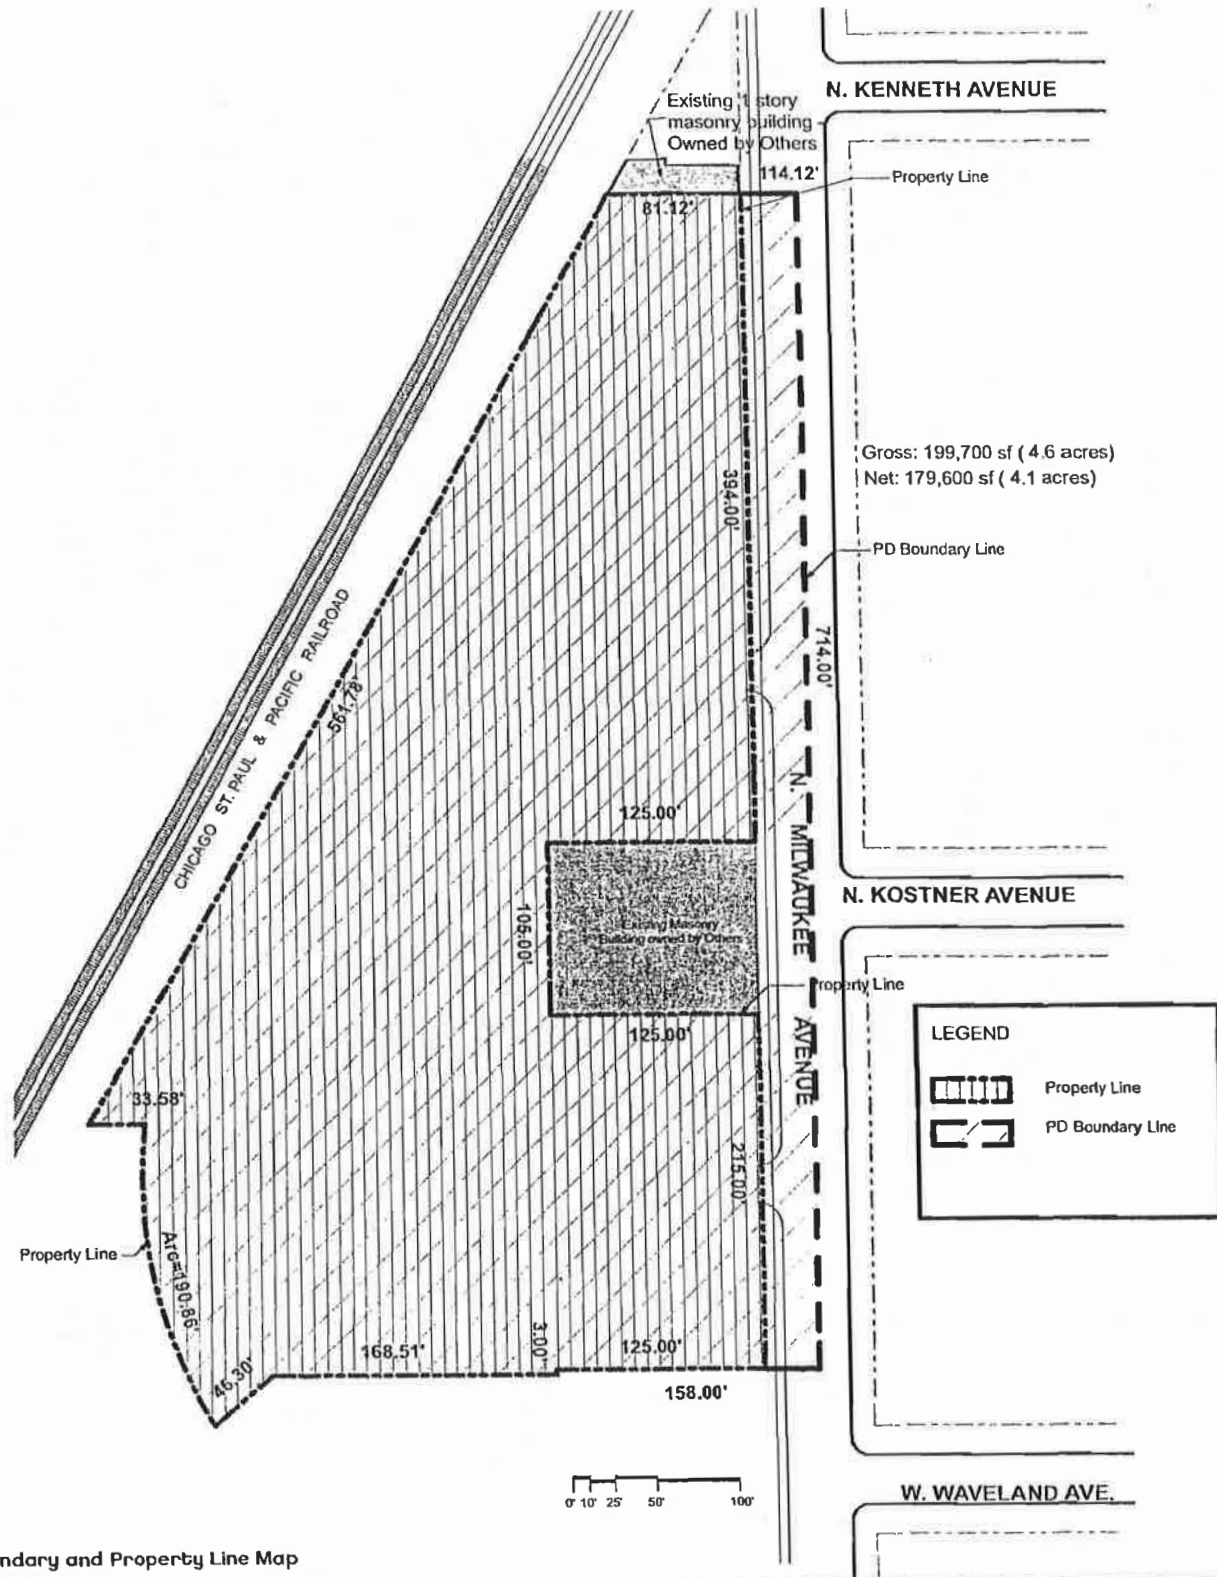 N. KENNETH AVENUE
Existing 1 story
masonry building
Owned by Others
114.12'
Property Line
81.12'
394.00'
Gross: 199,700 sf ( 4.6 acres)
Net: 179,600 sf ( 4.1 acres)
PD Boundary Line
714.00'
CHICAGO ST. PAUL & PACIFIC RAILROAD
561.78'
N. MILWAUKEE AVENUE
125.00'
N. KOSTNER AVENUE
105.00'
Existing Masonry
Building owned by Others
Property Line
125.00'
LEGEND
Property Line
PD Boundary Line
33.58'
215.00'
Property Line
Arc=190.86'
46.30'
168.51'
3.00'
125.00'
158.00'
0' 10' 25' 50' 100'
W. WAVELAND AVE.
ndary and Property Line Map